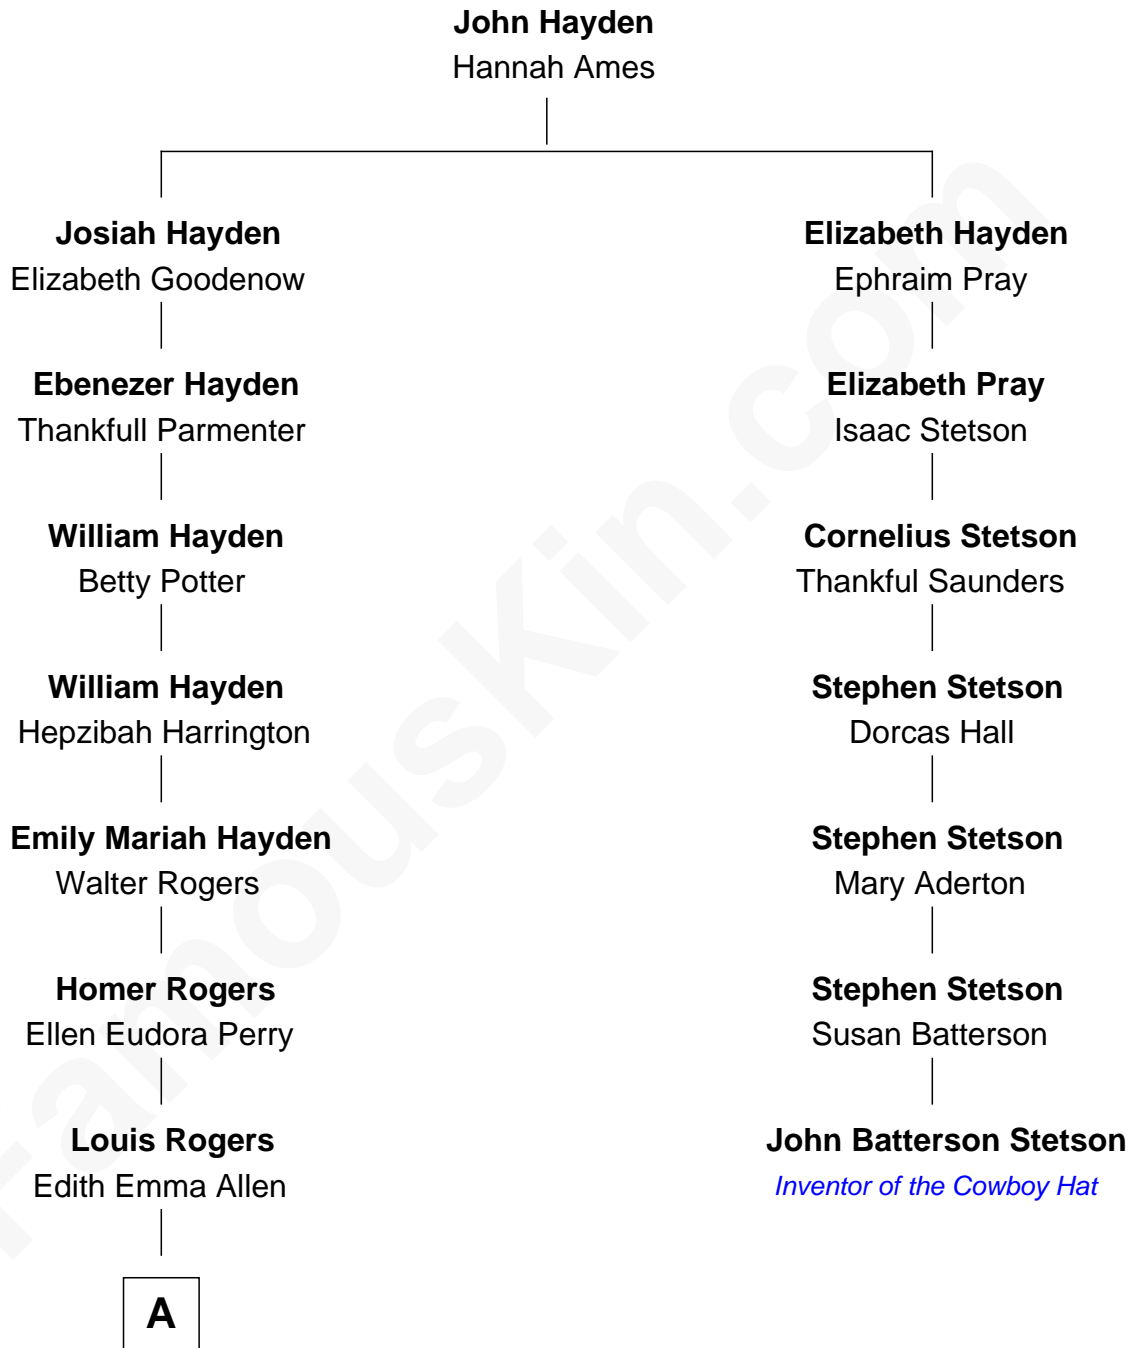 John Hayden
Hannah Ames
Josiah Hayden
Elizabeth Goodenow
Elizabeth Hayden
Ephraim Pray
Ebenezer Hayden
Thankfull Parmenter
Elizabeth Pray
Isaac Stetson
William Hayden
Betty Potter
Cornelius Stetson
Thankful Saunders
William Hayden
Hepzibah Harrington
Stephen Stetson
Dorcas Hall
Emily Mariah Hayden
Walter Rogers
Stephen Stetson
Mary Aderton
Homer Rogers
Ellen Eudora Perry
Stephen Stetson
Susan Batterson
Louis Rogers
Edith Emma Allen
John Batterson Stetson
Inventor of the Cowboy Hat
A
FamousKin.com